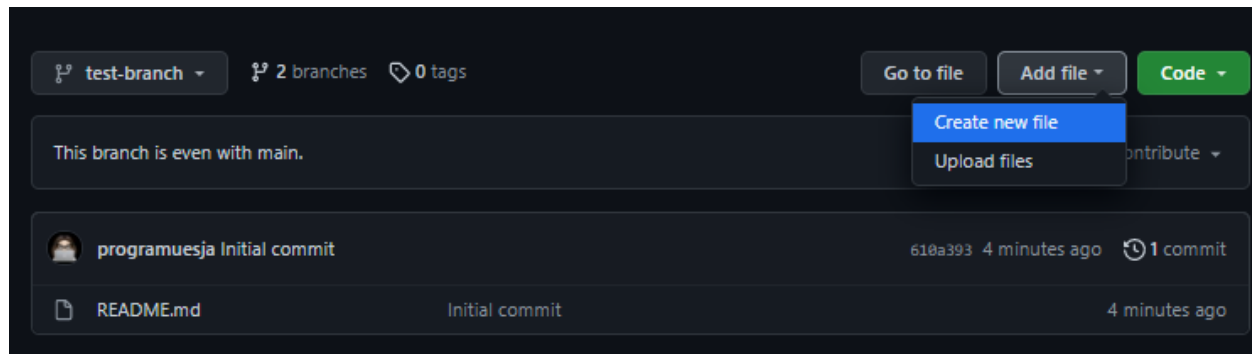 test-branch 2 branches 0 tags Go to file Add file Code
Create new file
This branch is even with main.
Upload files
ontribute
programuesja Initial commit 610a393 4 minutes ago 1 commit
README.md Initial commit 4 minutes ago